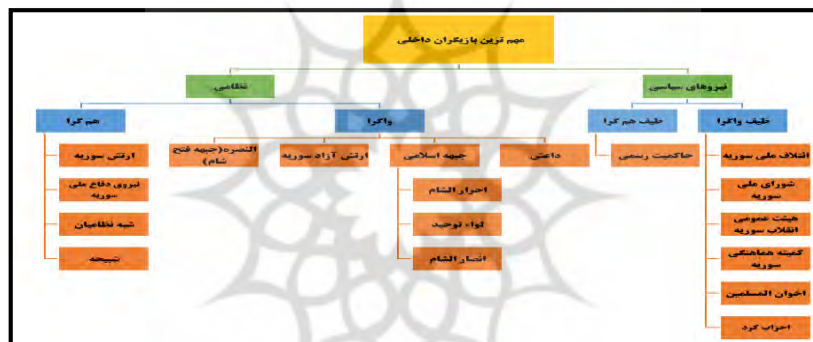 مهم ترین بازیگران داخلی
نیروهای سیاسی
نظامی
طیف واگرا
طیف هم گرا
واگرا
هم گرا
ائتلاف ملی سوریه
شورای ملی
سوریه
هیئت عمومی
انقلاب سوریه
کمیته هماهنگی
سوریه
اخوان المسلمین
احزاب کرد
حاکمیت رسمی
داعش
جبهه اسلامی
احرار الشام
لواء توحید
انصار الشام
ارتش آزاد سوریه
النصره(جبهه فتح
شام)
ارتش سوریه
نیروی دفاع ملی
سوریه
شبه نظامیان
شبیحه